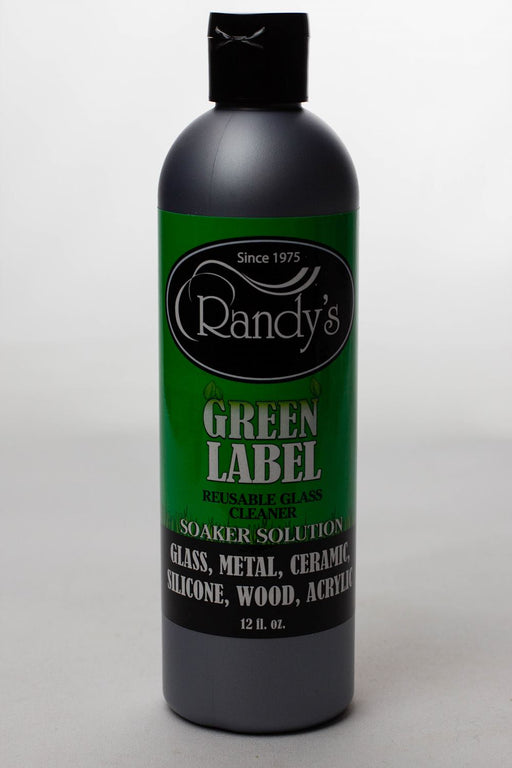 Since 1975
Randy's
GREEN
LABEL
REUSABLE GLASS
CLEANER
SOAKER SOLUTION
GLASS, METAL, CERAMIC,
SILICONE, WOOD, ACRYLIC
12 fl. oz.